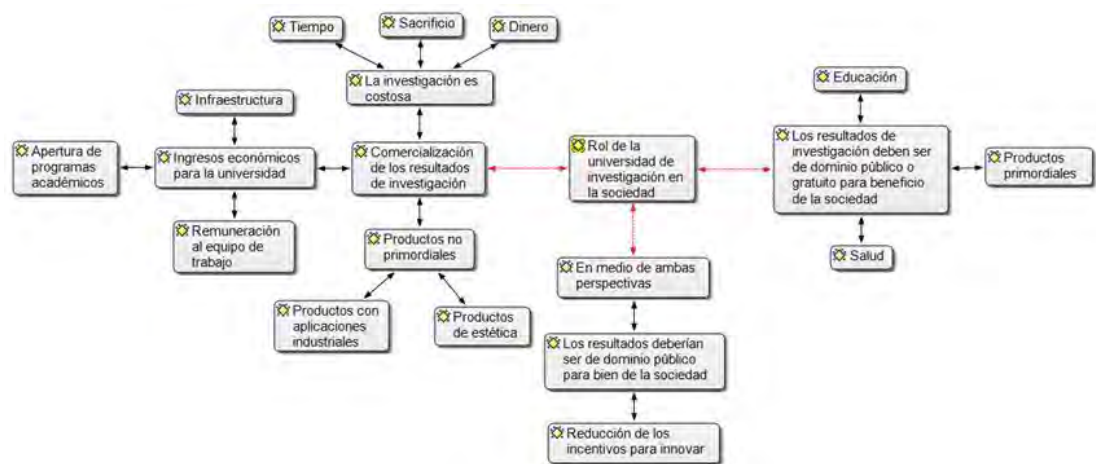 Tiempo
Sacrificio
Dinero
La investigación es
costosa
Infraestructura
Apertura de
programas
académicos
Ingresos económicos
para la universidad
Comercialización
de los resultados
de investigación
Remuneración
al equipo de
trabajo
Productos no
primordiales
Productos con
aplicaciones
industriales
Productos
de estética
Rol de la
universidad de
investigación en
la sociedad
En medio de ambas
perspectivas
Los resultados deberían
ser de dominio público
para bien de la sociedad
Reducción de los
incentivos para innovar
Educación
Los resultados de
investigación deben ser
de dominio público o
gratuito para beneficio
de la sociedad
Productos
primordiales
Salud